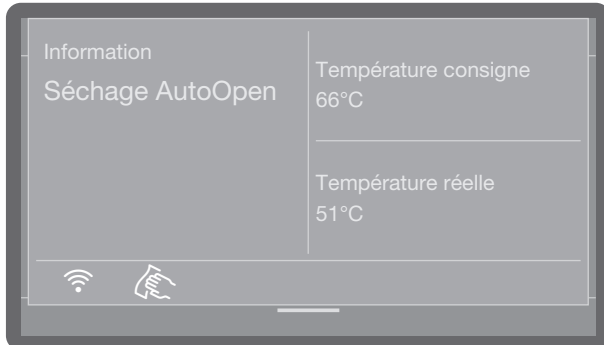 Information
Séchage AutoOpen
Température consigne
66°C
Température réelle
51°C